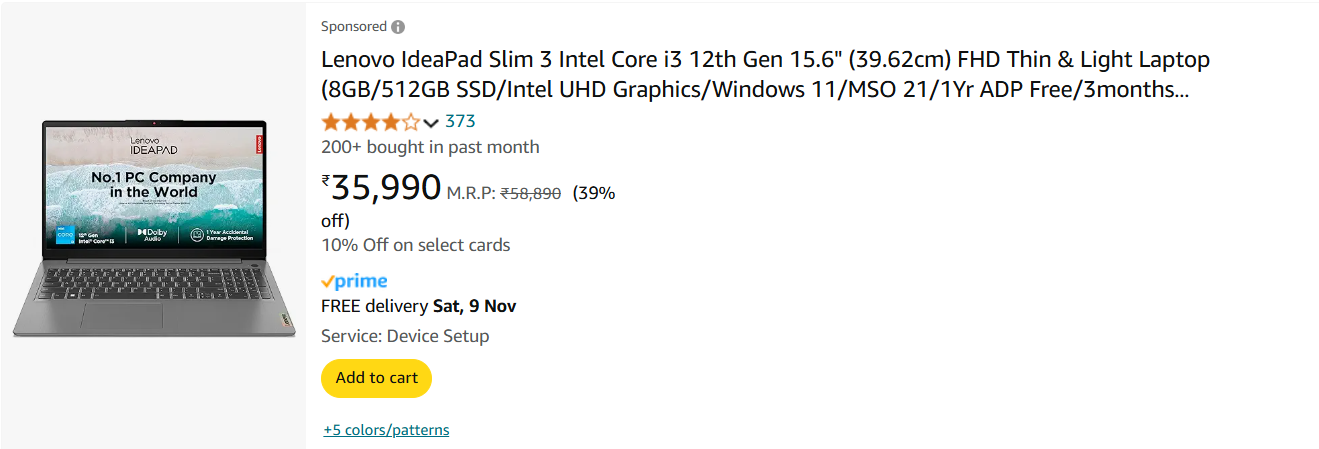 Sponsored
Lenovo IdeaPad Slim 3 Intel Core i3 12th Gen 15.6" (39.62cm) FHD Thin & Light Laptop
(8GB/512GB SSD/Intel UHD Graphics/Windows 11/MSO 21/1Yr ADP Free/3months...
373
200+ bought in past month
₹35,990 M.R.P: ₹58,890 (39%
off)
10% Off on select cards
prime
FREE delivery Sat, 9 Nov
Service: Device Setup
Add to cart
+5 colors/patterns
Lenovo
IDEAPAD
Lenovo
No.1 PC Company
in the World
intel
CORE
12th Gen
Intel® Core™ i3
Dolby
Audio
1 Year Accidental
Damage Protection
Lenovo